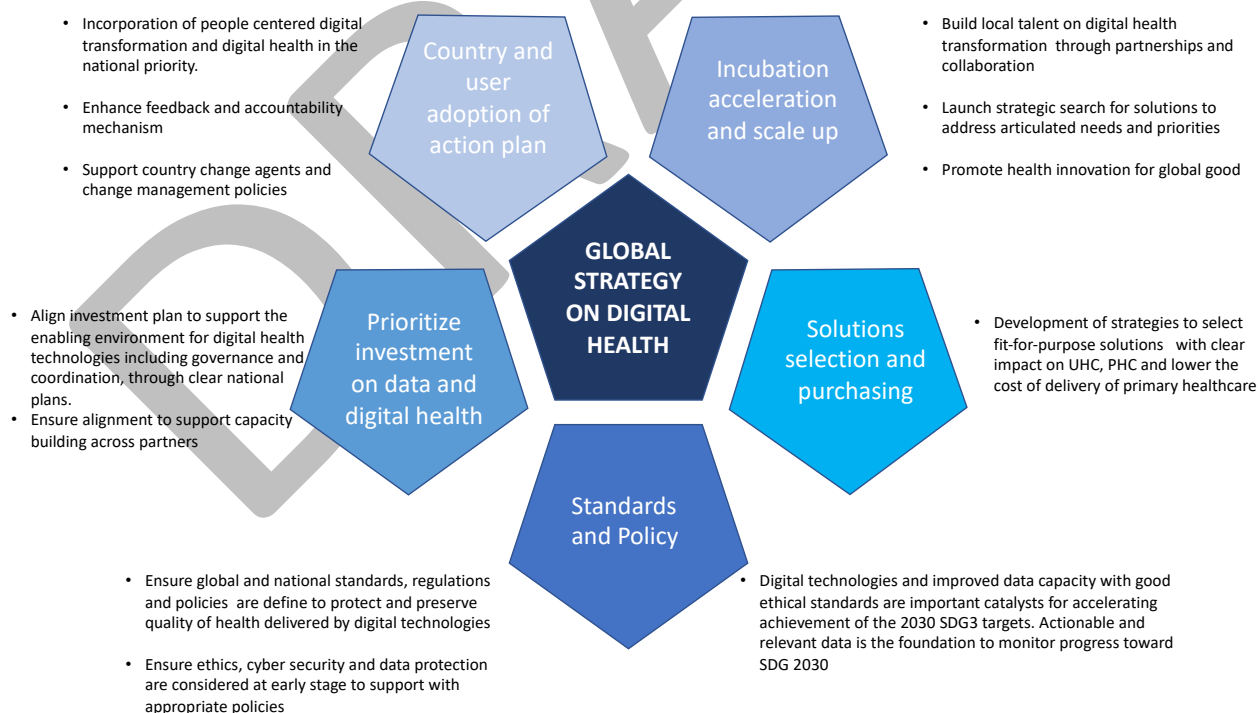 • Incorporation of people centered digital
transformation and digital health in the
national priority.
• Enhance feedback and accountability
mechanism
• Support country change agents and
change management policies
Country and
user
adoption of
action plan
Incubation
acceleration
and scale up
• Build local talent on digital health
transformation through partnerships and
collaboration
• Launch strategic search for solutions to
address articulated needs and priorities
• Promote health innovation for global good
GLOBAL
STRATEGY
ON DIGITAL
HEALTH
• Align investment plan to support the
enabling environment for digital health
technologies including governance and
coordination, through clear national
plans.
• Ensure alignment to support capacity
building across partners
Prioritize
investment
on data and
digital health
Solutions
selection and
purchasing
• Development of strategies to select
fit-for-purpose solutions with clear
impact on UHC, PHC and lower the
cost of delivery of primary healthcare
Standards
and Policy
• Ensure global and national standards, regulations
and policies are define to protect and preserve
quality of health delivered by digital technologies
• Ensure ethics, cyber security and data protection
are considered at early stage to support with
appropriate policies
• Digital technologies and improved data capacity with good
ethical standards are important catalysts for accelerating
achievement of the 2030 SDG3 targets. Actionable and
relevant data is the foundation to monitor progress toward
SDG 2030